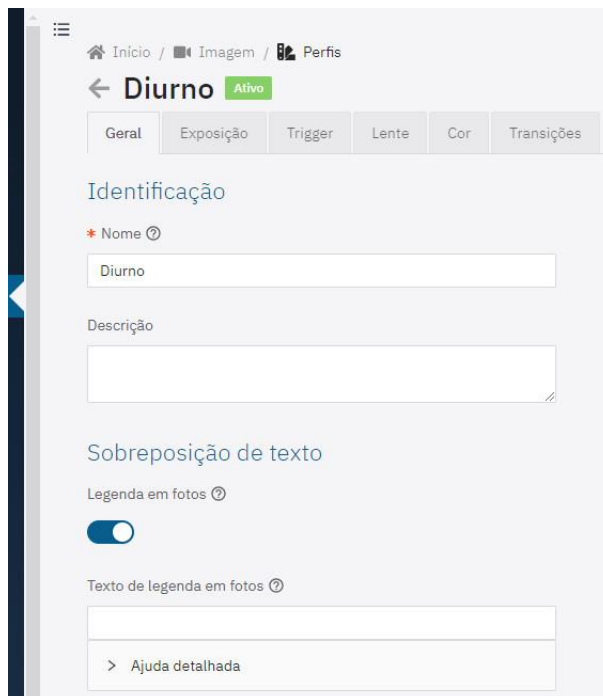 Início / Imagem / Perfis
Diurno Ativo
Geral Exposição Trigger Lente Cor Transições
Identificação
* Nome
Diurno
Descrição
Sobreposição de texto
Legenda em fotos
Texto de legenda em fotos
> Ajuda detalhada